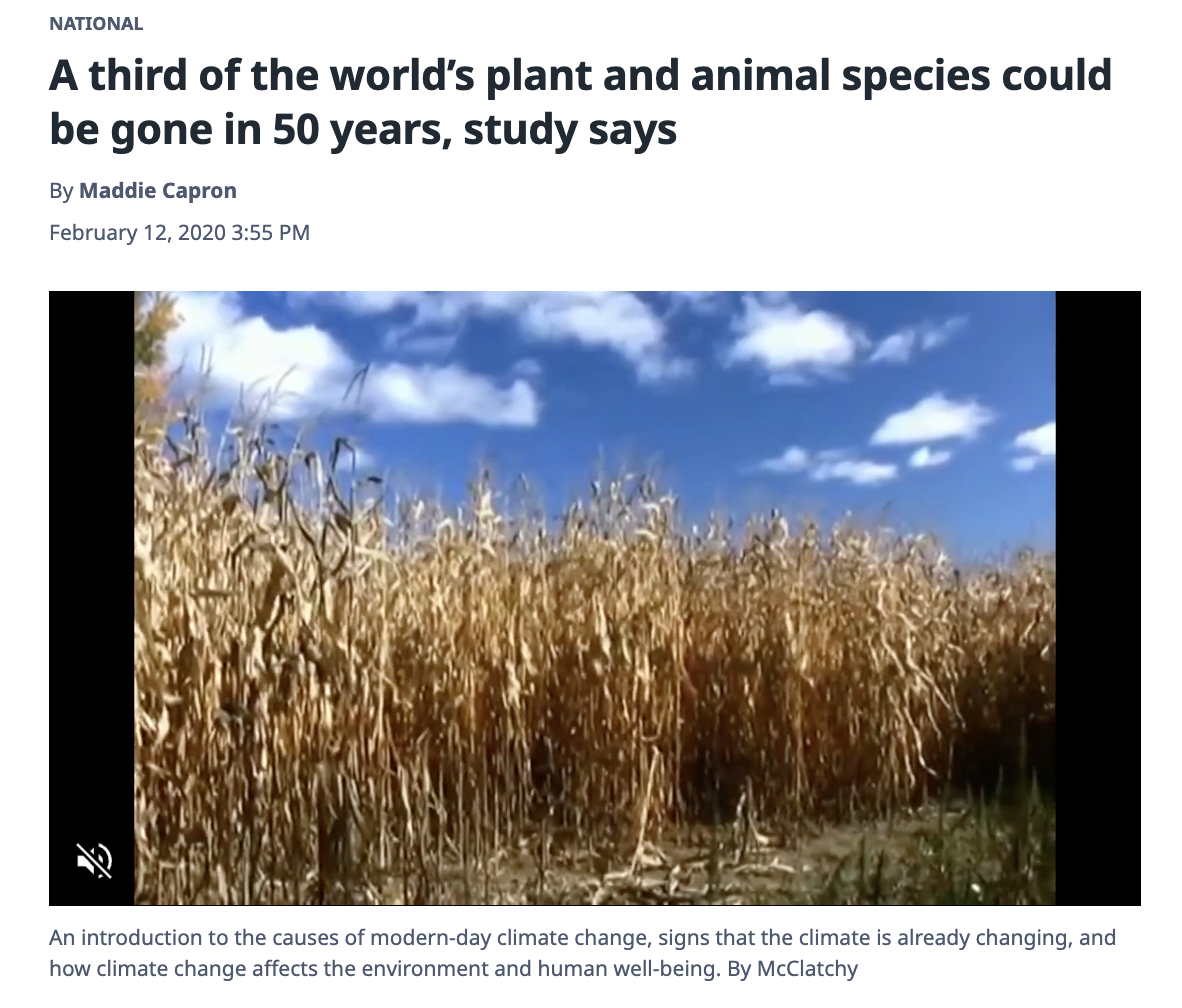 NATIONAL
A third of the world’s plant and animal species could
be gone in 50 years, study says
By Maddie Capron
February 12, 2020 3:55 PM
An introduction to the causes of modern-day climate change, signs that the climate is already changing, and
how climate change affects the environment and human well-being. By McClatchy